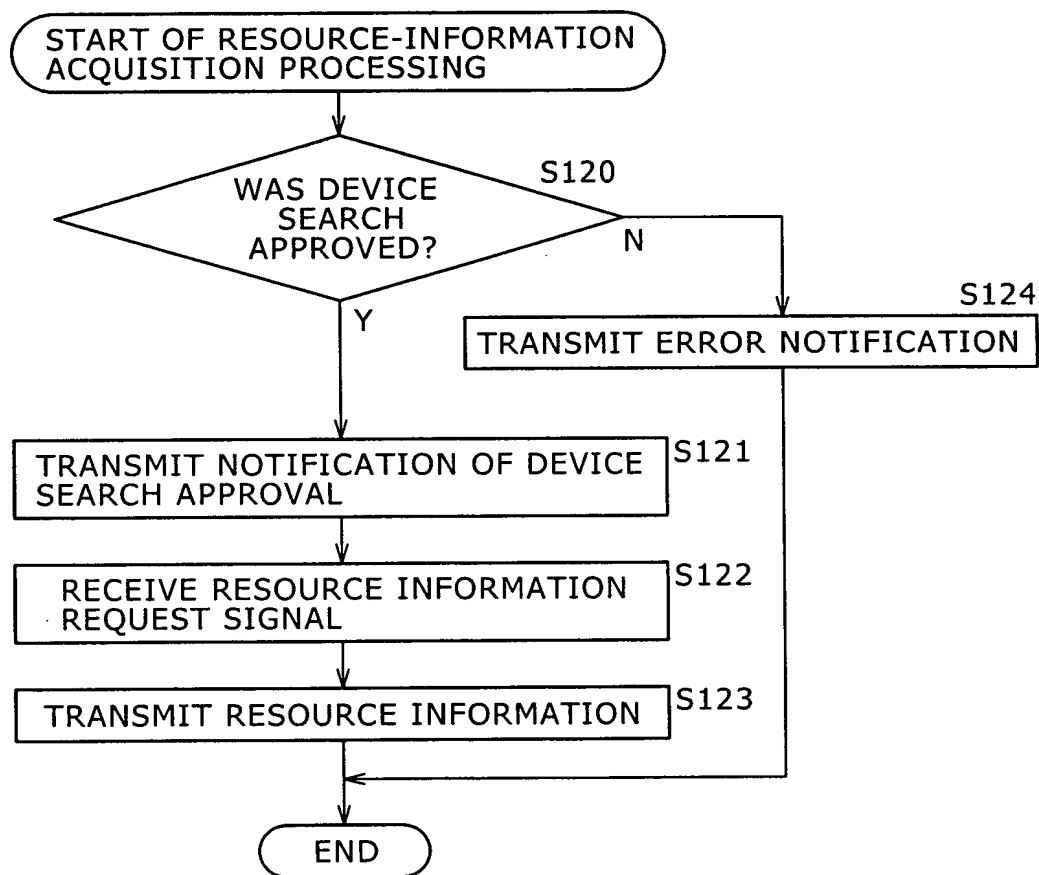 START OF RESOURCE-INFORMATION
ACQUISITION PROCESSING
S120
WAS DEVICE
SEARCH
APPROVED?
N
Y
S124
TRANSMIT ERROR NOTIFICATION
S121
TRANSMIT NOTIFICATION OF DEVICE
SEARCH APPROVAL
S122
RECEIVE RESOURCE INFORMATION
REQUEST SIGNAL
S123
TRANSMIT RESOURCE INFORMATION
END